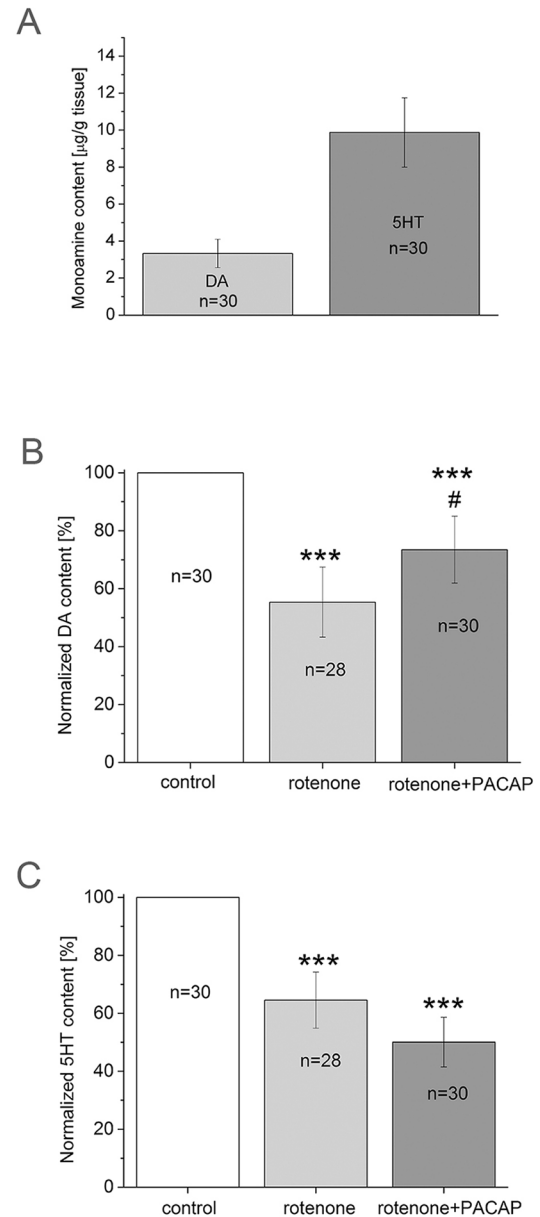 A
Monoamine content [μg/g tissue]
14
12
10
8
6
4
2
0
DA
n=30
5HT
n=30
B
Normalized DA content [%]
100
80
60
40
20
0
n=30
***
n=28
***
#
n=30
control
rotenone
rotenone+PACAP
C
Normalized 5HT content [%]
100
80
60
40
20
0
n=30
***
n=28
***
n=30
control
rotenone
rotenone+PACAP